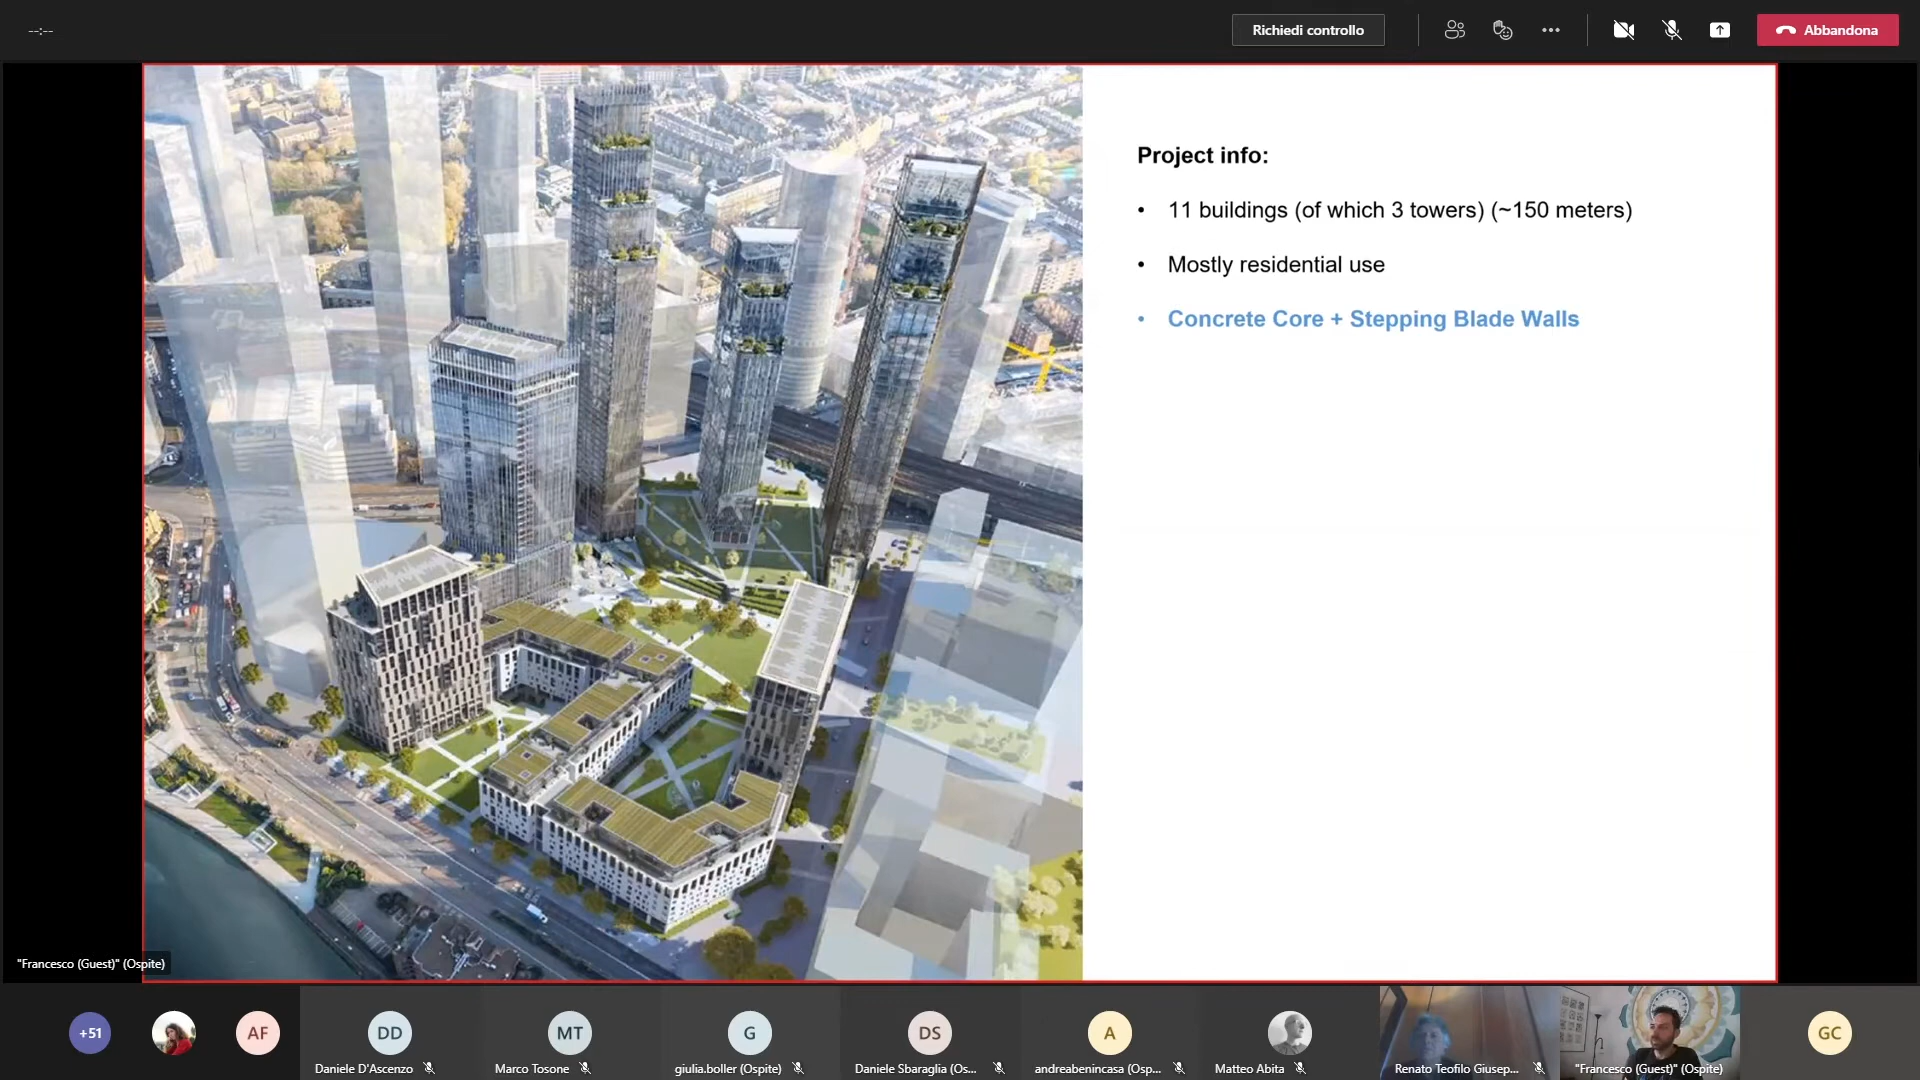 --:--
Richiedi controllo
Abbandona
Project info:
• 11 buildings (of which 3 towers) (~150 meters)
• Mostly residential use
• Concrete Core + Stepping Blade Walls
"Francesco (Guest)" (Ospite)
+51
AF
DD
MT
G
DS
A
GC
Daniele D'Ascenzo
Marco Tosone
giulia.boller (Ospite)
Daniele Sbaraglia (Os...
andreabenincasa (Osp...
Matteo Abita
Renato Teofilo Giusep...
"Francesco (Guest)" (Ospite)